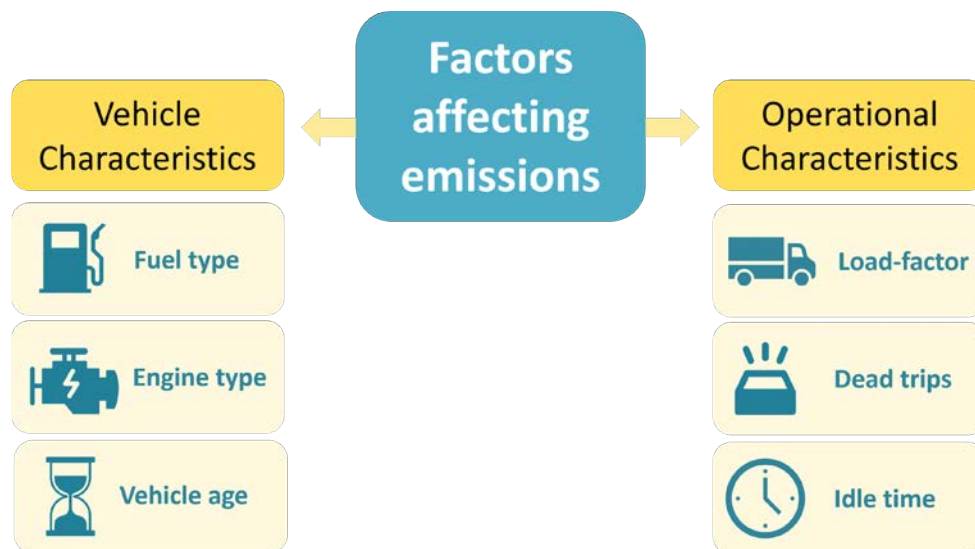 Factors
affecting
emissions
Vehicle
Characteristics
Fuel type
Engine type
Vehicle age
Operational
Characteristics
Load-factor
Dead trips
Idle time